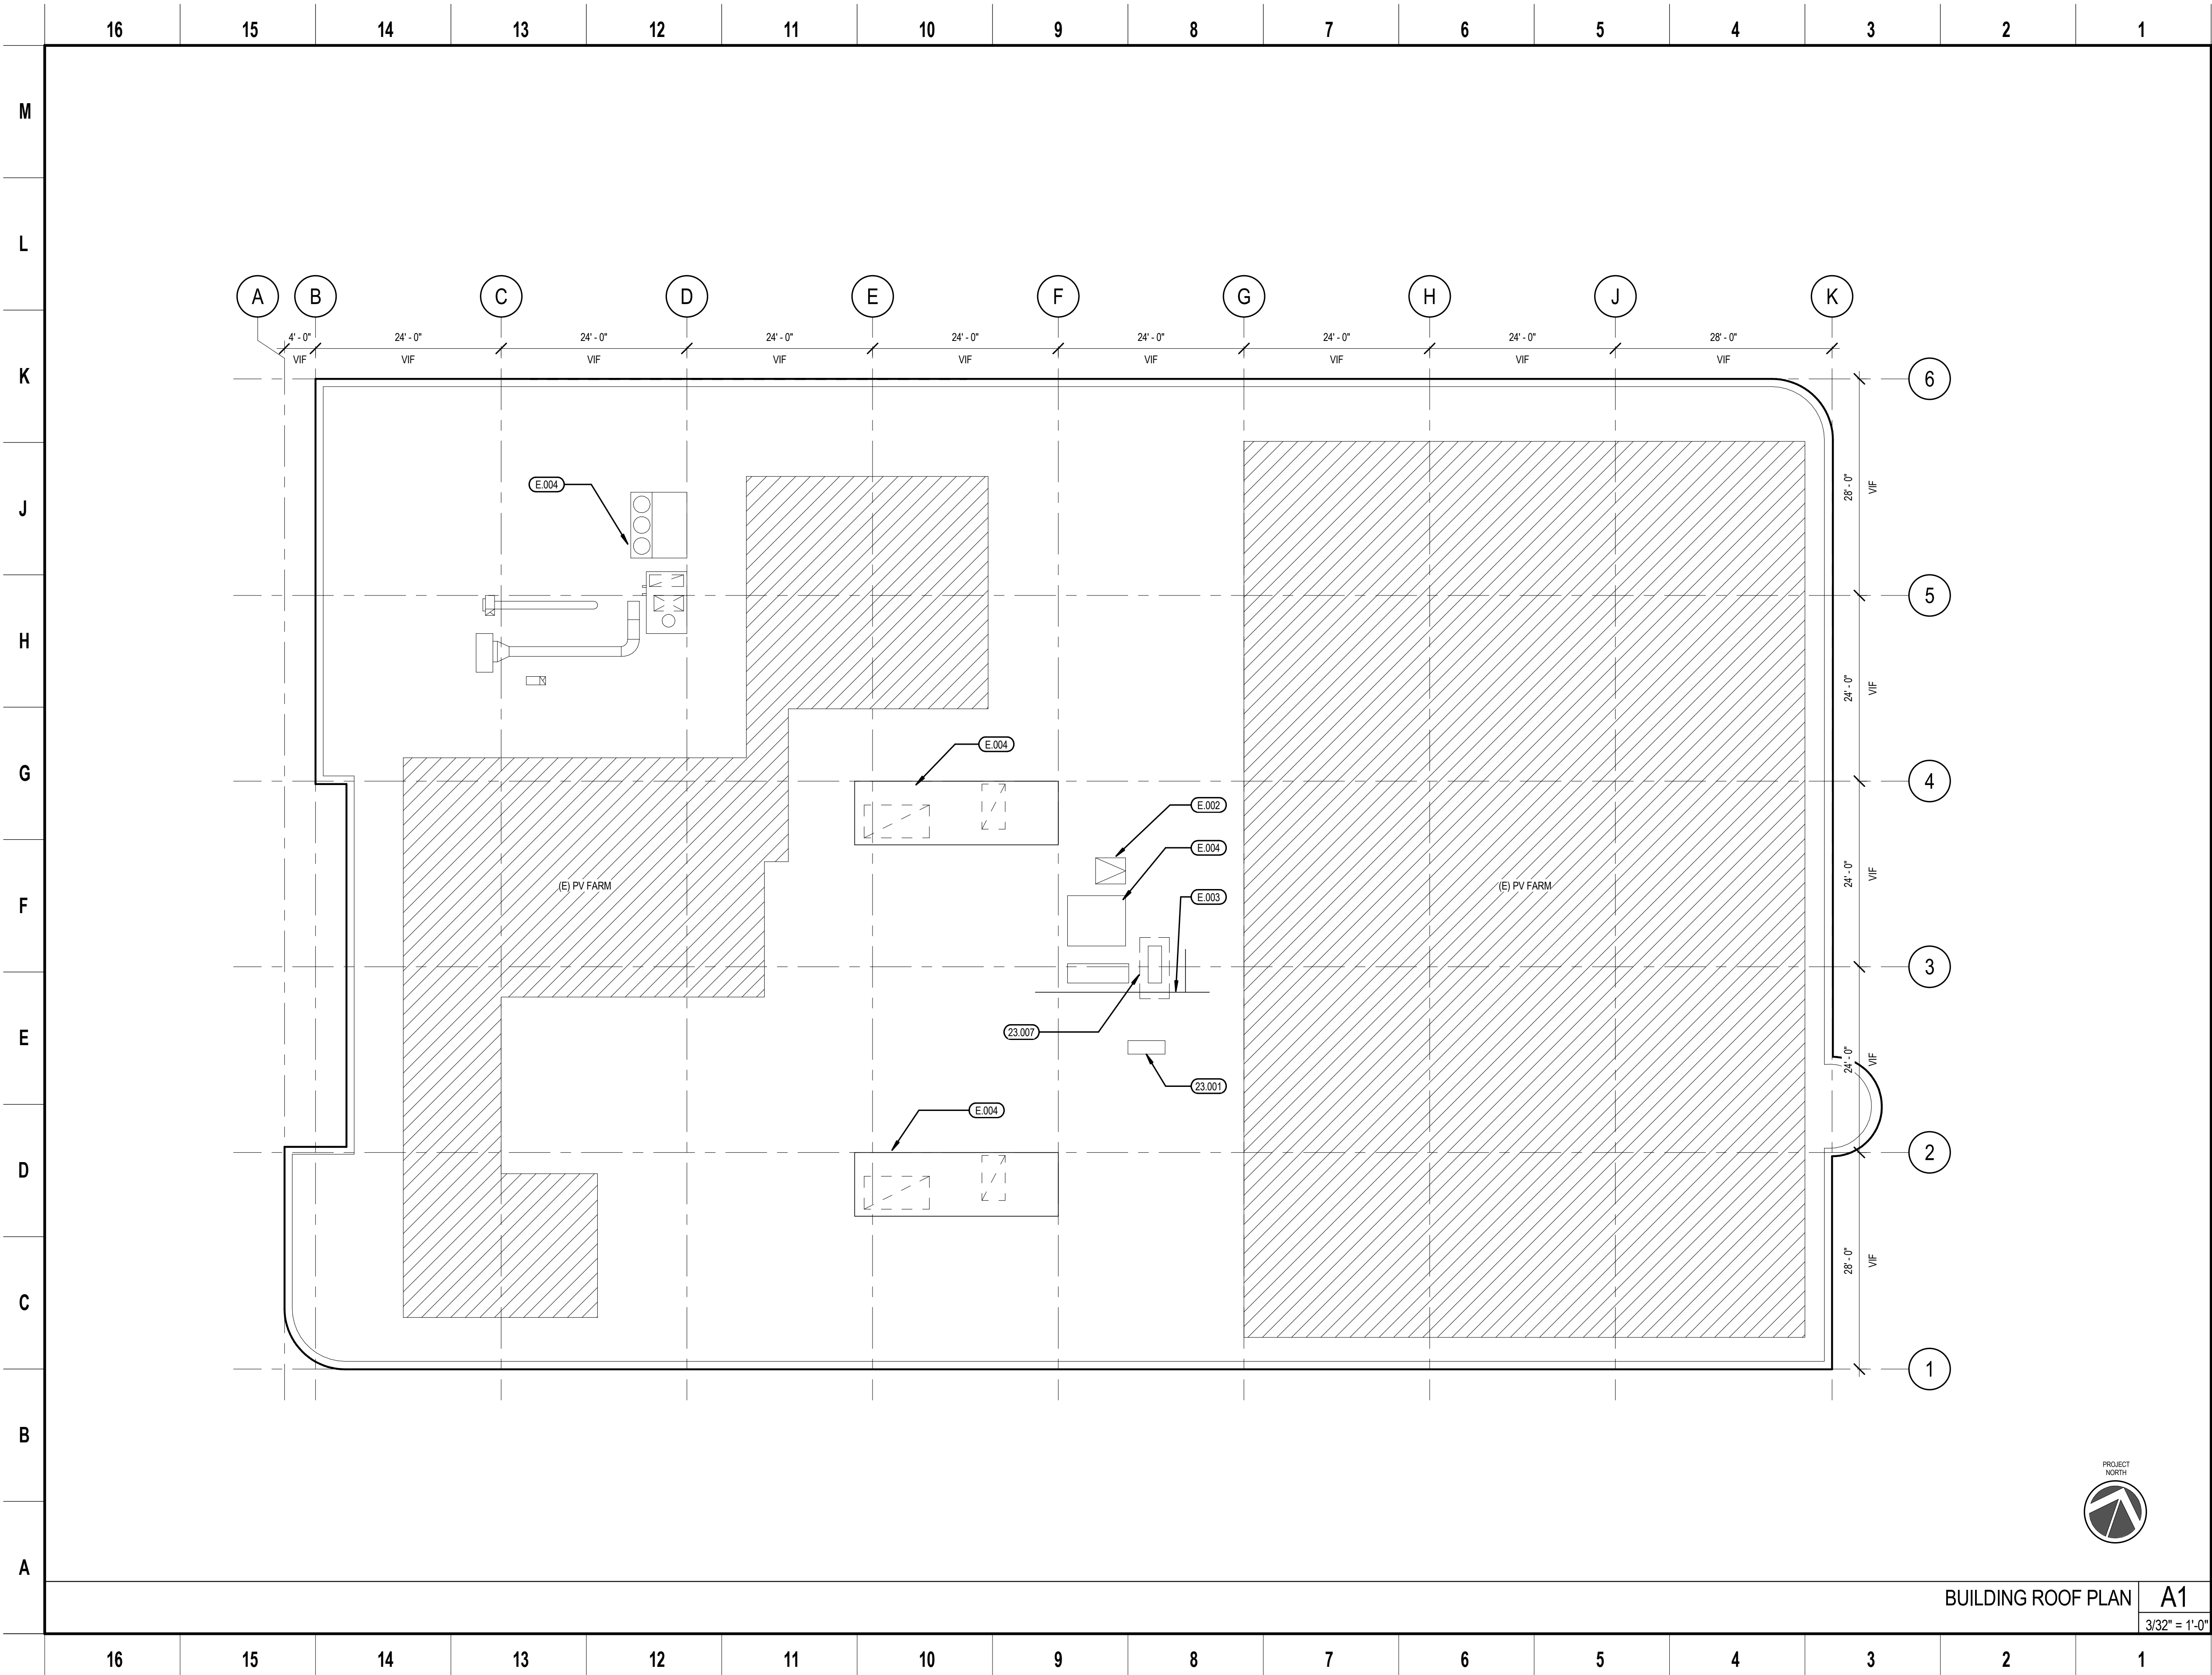 16 15 14 13 12 11 10 9 8 7 6 5 4 3 2 1
M
L
A B C D E F G H J K
4' - 0" 24' - 0" 24' - 0" 24' - 0" 24' - 0" 24' - 0" 24' - 0" 24' - 0" 28' - 0"
VIF VIF VIF VIF VIF VIF VIF VIF VIF
K
6
E.004
28' - 0"
VIF
J
5
H
24' - 0"
VIF
E.004
G
4
E.002
E.004
24' - 0"
VIF
(E) PV FARM
(E) PV FARM
E.003
F
3
23.007
E
24' - 0"
VIF
23.001
E.004
2
D
28' - 0"
VIF
C
1
B
PROJECT
NORTH
A
BUILDING ROOF PLAN
A1
3/32" = 1'-0"
16 15 14 13 12 11 10 9 8 7 6 5 4 3 2 1